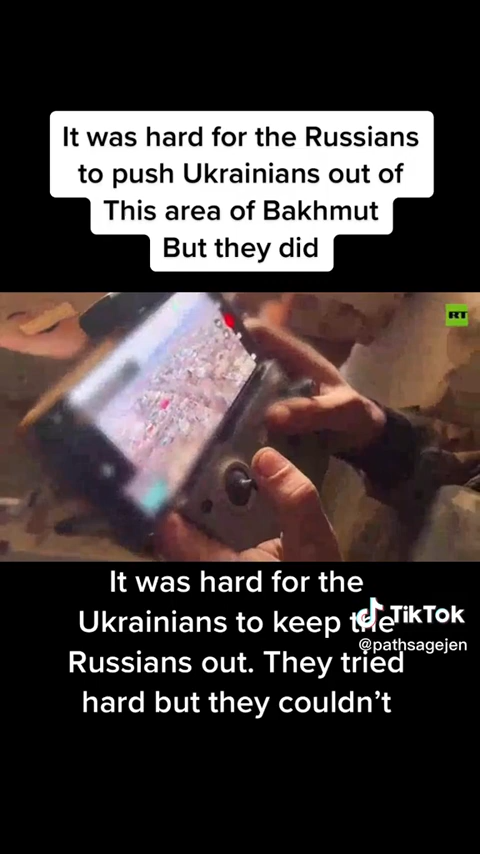 It was hard for the Russians
to push Ukrainians out of
This area of Bakhmut
But they did
RT
It was hard for the
Ukrainians to keep the
Russians out. They tried
hard but they couldn't
TikTok
@pathsagejen